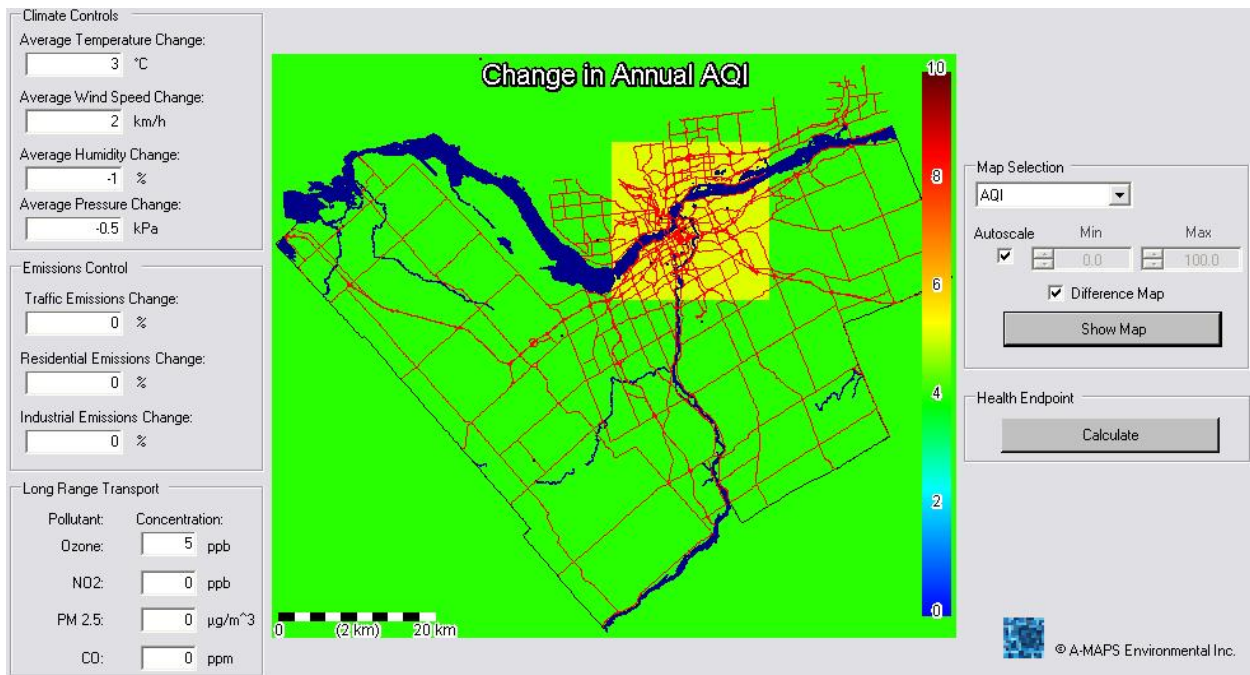 Climate Controls
Average Temperature Change:
3 °C
Average Wind Speed Change:
2 km/h
Average Humidity Change:
-1 %
Average Pressure Change:
-0.5 kPa
Emissions Control
Traffic Emissions Change:
0 %
Residential Emissions Change:
0 %
Industrial Emissions Change:
0 %
Long Range Transport
Pollutant: Concentration:
Ozone: 5 ppb
NO2: 0 ppb
PM 2.5: 0 µg/m^3
CO: 0 ppm
Change in Annual AQI
10
8
6
4
2
0
0 (2 km) 20 km
Map Selection
AQI
Autoscale Min Max
0.0 100.0
Difference Map
Show Map
Health Endpoint
Calculate
© A-MAPS Environmental Inc.